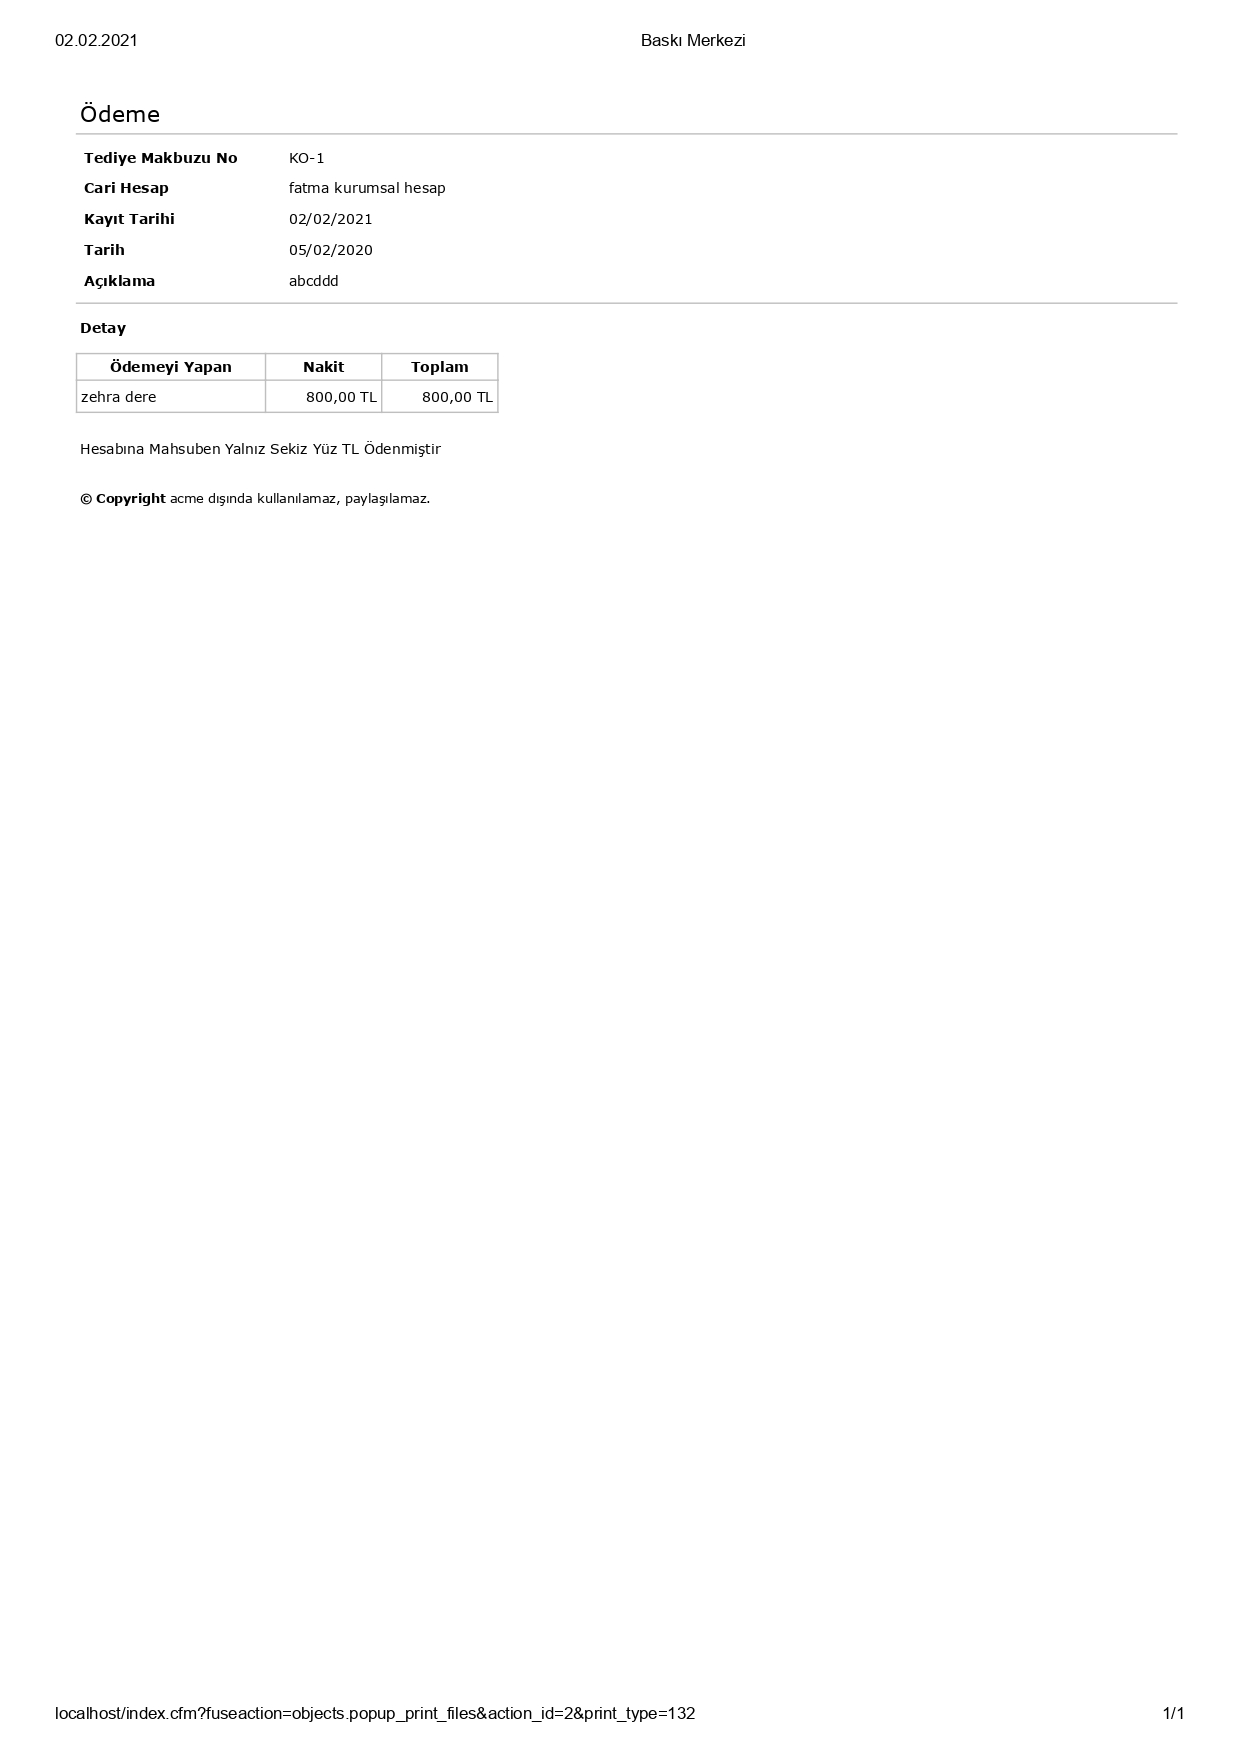 02.02.2021 Baskı Merkezi
Ödeme
Tediye Makbuzu No KO-1
Cari Hesap fatma kurumsal hesap
Kayıt Tarihi 02/02/2021
Tarih 05/02/2020
Açıklama abcddd
Detay
Ödemeyi Yapan Nakit Toplam
zehra dere 800,00 TL 800,00 TL
Hesabına Mahsuben Yalnız Sekiz Yüz TL Ödenmiştir
© Copyright acme dışında kullanılamaz, paylaşılamaz.
localhost/index.cfm?fuseaction=objects.popup_print_files&action_id=2&print_type=132 1/1